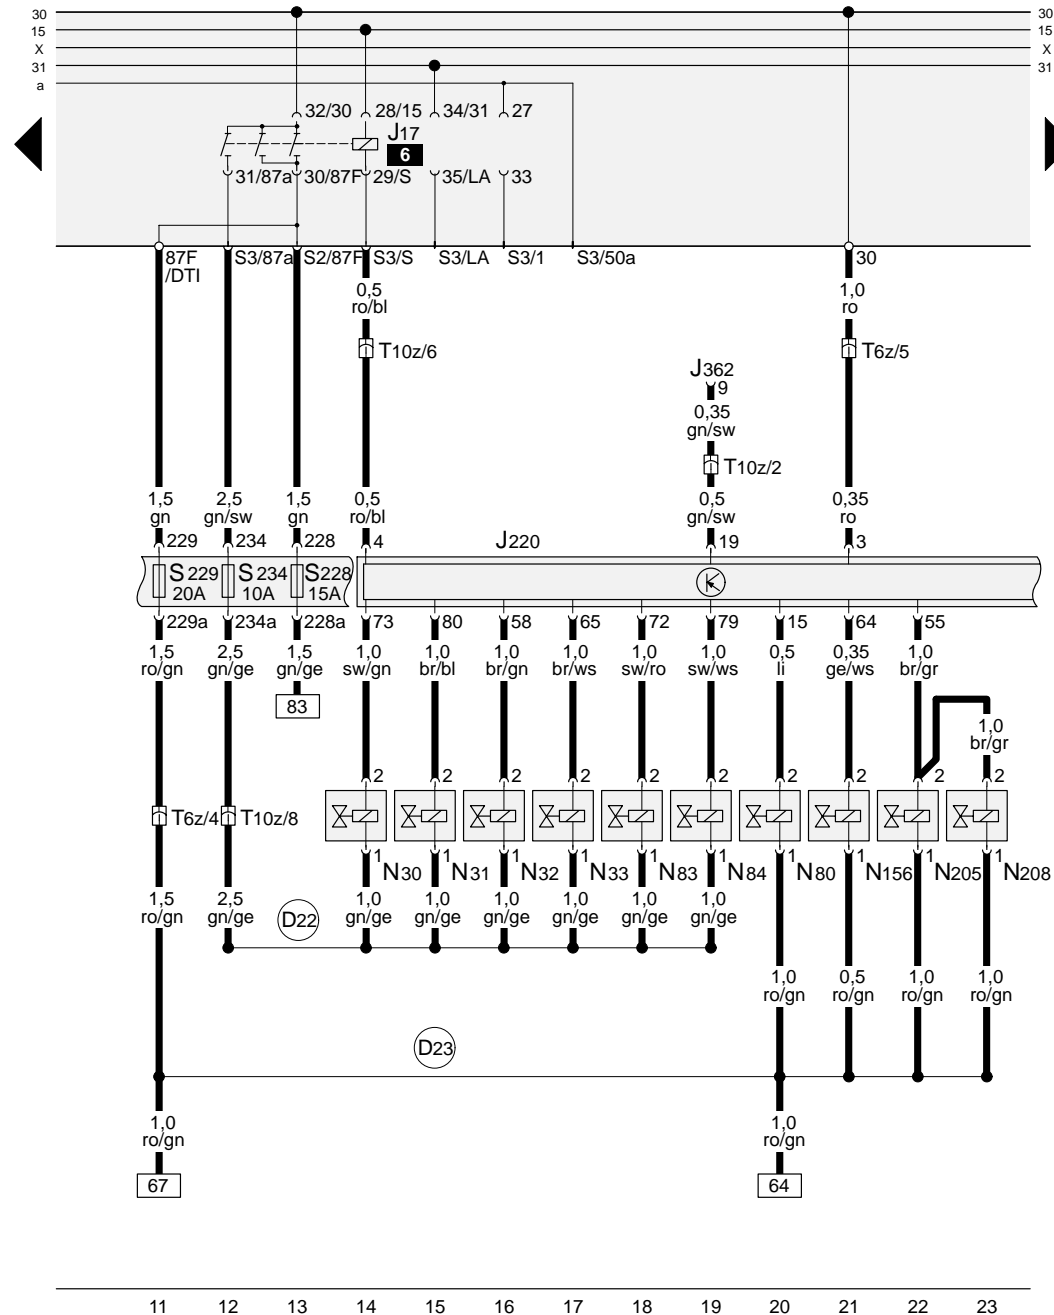 30 30
15 15
X X
31 31
a
32/30 28/15 34/31 27
J17
6
31/87a 30/87F 29/S 35/LA 33
87F S3/87a S2/87F S3/S S3/LA S3/1 S3/50a 30
/DTI
0,5 1,0
ro/bl ro
T10z/6 T6z/5
J362
9
0,35
gn/sw
T10z/2
1,5 2,5 1,5 0,5 0,5 0,35
gn gn/sw gn ro/bl gn/sw ro
229 234 228 4 J220 19 3
S229 S234 S228
20A 10A 15A
229a 234a 228a 73 80 58 65 72 79 15 64 55
1,5 2,5 1,5 1,0 1,0 1,0 1,0 1,0 1,0 0,5 0,35 1,0
ro/gn gn/ge gn/ge sw/gn br/bl br/gn br/ws sw/ro sw/ws li ge/ws br/gr
83
1,0
br/gr
2 2 2 2 2 2 2 2 2 2
T6z/4 T10z/8
1 1 1 1 1 1 1 1 1 1
N30 N31 N32 N33 N83 N84 N80 N156 N205 N208
1,5 2,5 1,0 1,0 1,0 1,0 1,0 1,0
ro/gn gn/ge gn/ge gn/ge gn/ge gn/ge gn/ge gn/ge
D22
1,0 0,5 1,0 1,0
ro/gn ro/gn ro/gn ro/gn
D23
1,0 1,0
ro/gn ro/gn
67 64
11 12 13 14 15 16 17 18 19 20 21 22 23